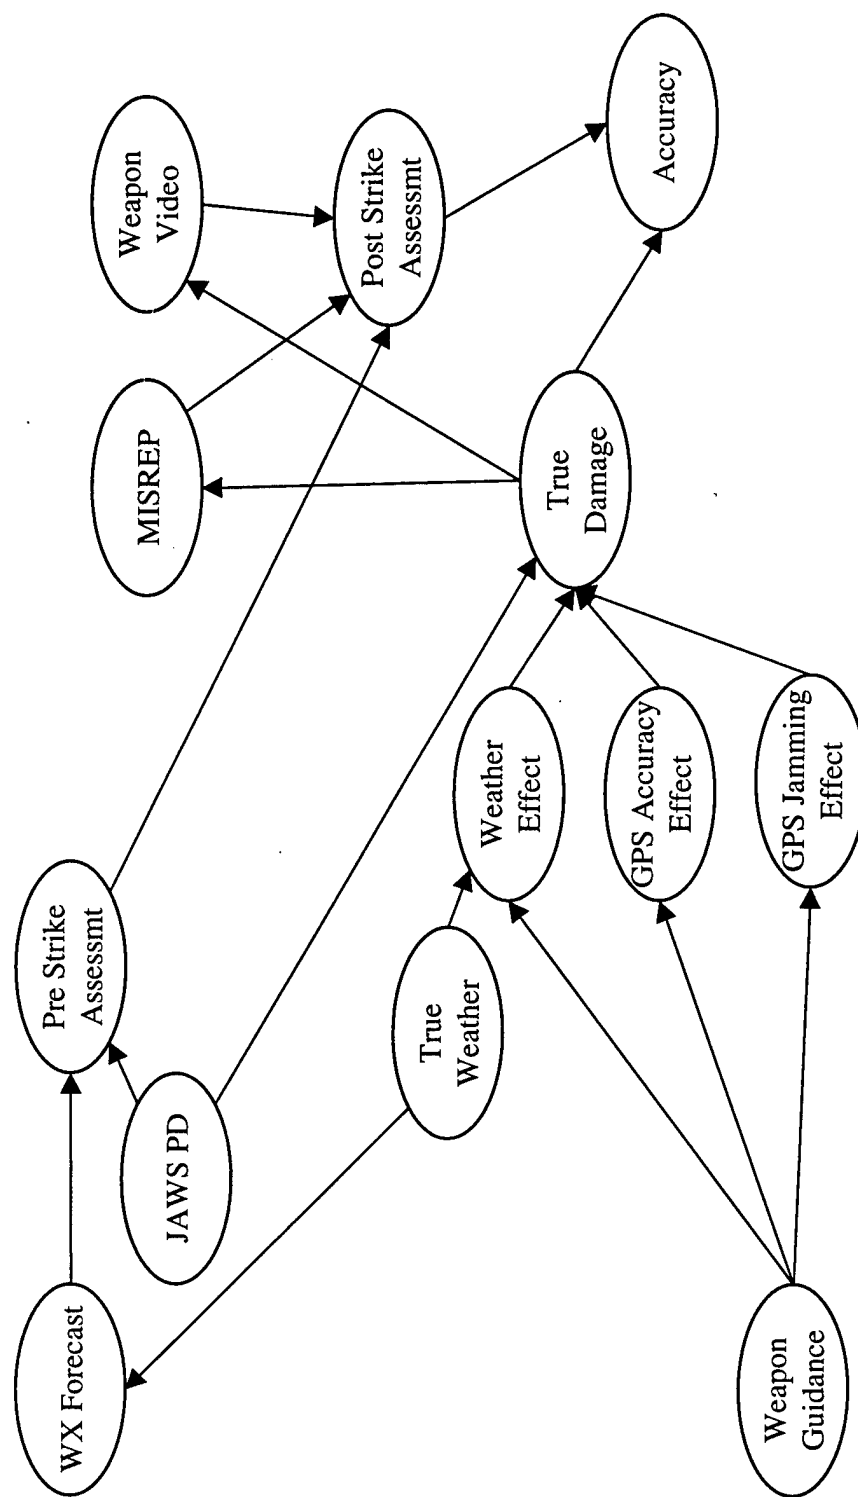 WX Forecast
JAWS PD
Pre Strike
Assessmt
MISREP
Weapon
Video
Post Strike
Assessmt
True
Weather
Weather
Effect
GPS Accuracy
Effect
GPS Jamming
Effect
True
Damage
Accuracy
Weapon
Guidance